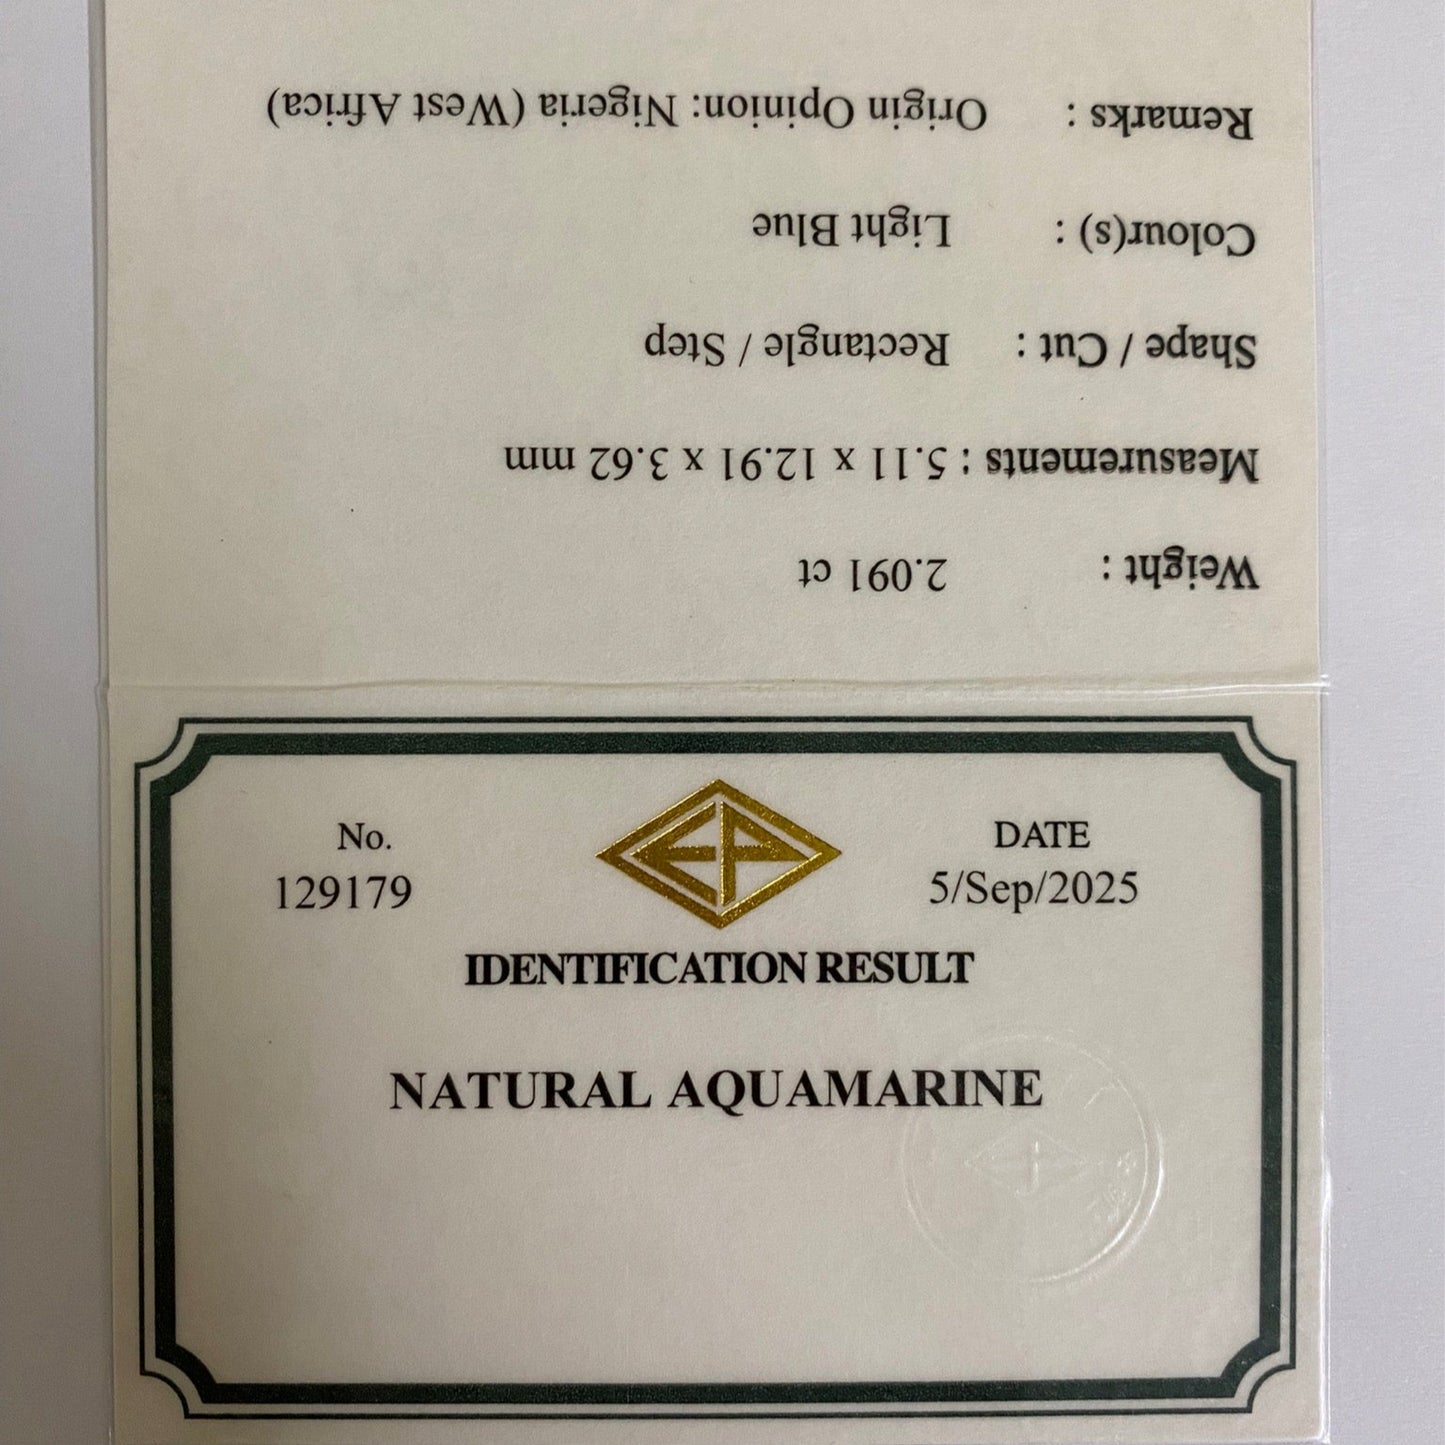 Weight : 2.091 ct
Measurements : 5.11 x 12.91 x 3.62 mm
Shape / Cut : Rectangle / Step
Colour(s) : Light Blue
Remarks : Origin Opinion: Nigeria (West Africa)
No.
129179
EP
DATE
5/Sep/2025
IDENTIFICATION RESULT
NATURAL AQUAMARINE